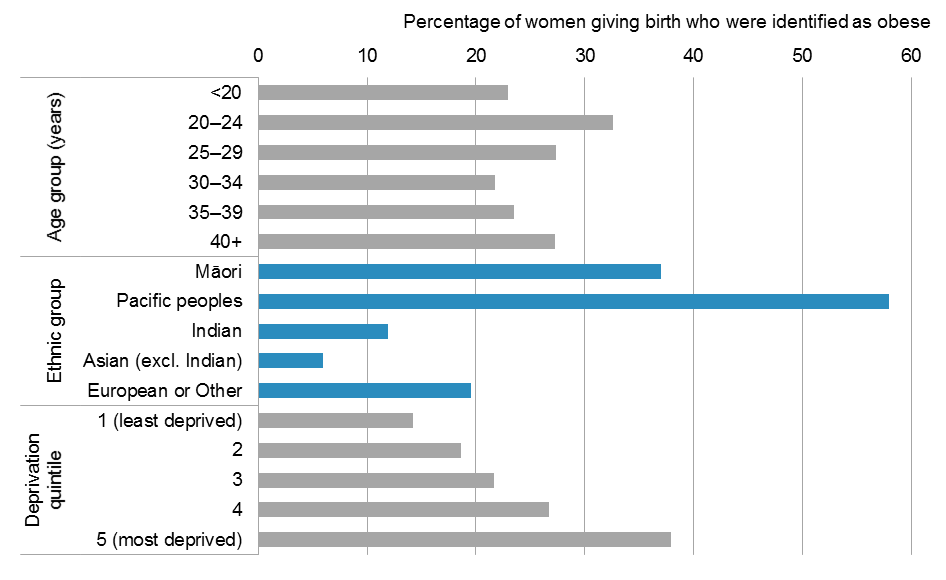 Percentage of women giving birth who were identified as obese
0 10 20 30 40 50 60
Age group (years)
<20
20–24
25–29
30–34
35–39
40+
Ethnic group
Māori
Pacific peoples
Indian
Asian (excl. Indian)
European or Other
Deprivation
quintile
1 (least deprived)
2
3
4
5 (most deprived)